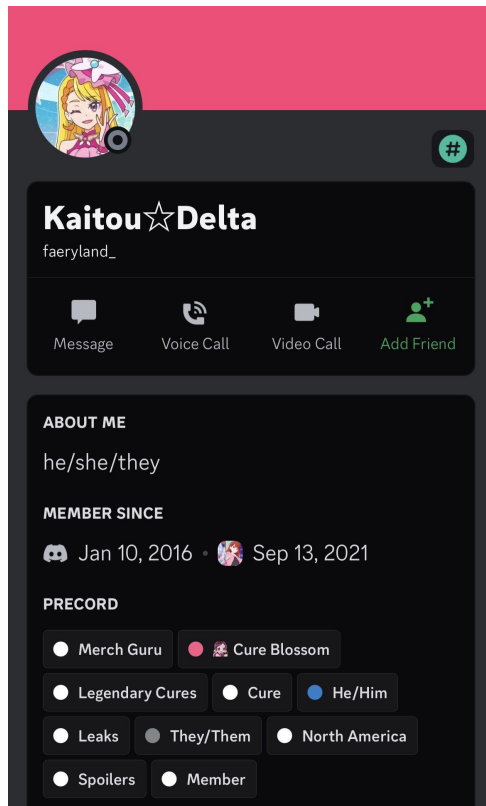 #
Kaitou☆Delta
faeryland_
Message Voice Call Video Call Add Friend
ABOUT ME
he/she/they
MEMBER SINCE
Jan 10, 2016 • Sep 13, 2021
PRECORD
Merch Guru Cure Blossom
Legendary Cures Cure He/Him
Leaks They/Them North America
Spoilers Member